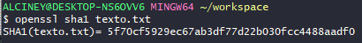 ALCINEY@DESKTOP-NS6OVV6 MINGW64 ~/workspace
$ openssl sha1 texto.txt
SHA1(texto.txt)= 5f70cf5929ec67ab3df77d22b030fcc4488aadf0